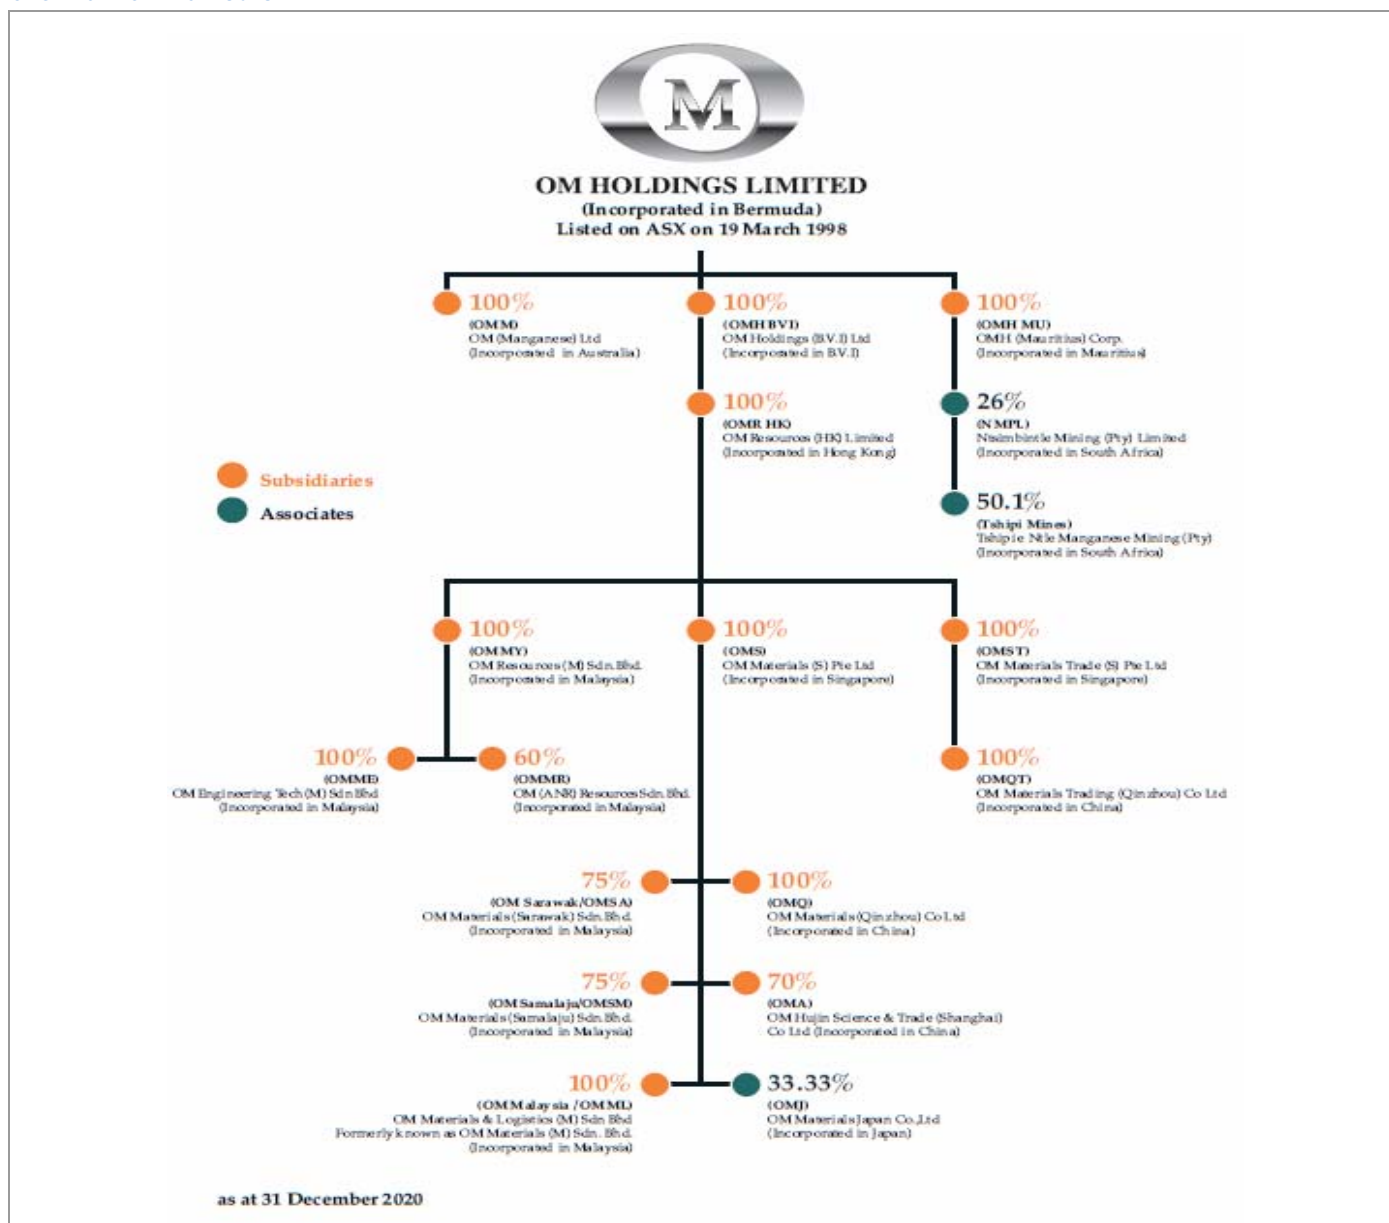 M
OM HOLDINGS LIMITED
(Incorporated in Bermuda)
Listed on ASX on 19 March 1998
100%
(OMM)
OM (Manganese) Ltd
(Incorporated in Australia)
100%
(OMH BVI)
OM Holdings (B.V.I) Ltd
(Incorporated in B.V.I)
100%
(OMH MU)
OMH (Mauritius) Corp.
(Incorporated in Mauritius)
100%
(OMR HK)
OM Resources (HK) Limited
(Incorporated in Hong Kong)
26%
(NMPL)
Ntsimbintle Mining (Pty) Limited
(Incorporated in South Africa)
Subsidiaries
Associates
50.1%
(Tshipi Mines)
Tshipi e Ntle Manganese Mining (Pty)
(Incorporated in South Africa)
100%
(OMMY)
OM Resources (M) Sdn.Bhd.
(Incorporated in Malaysia)
100%
(OMS)
OM Materials (S) Pte Ltd
(Incorporated in Singapore)
100%
(OMST)
OM Materials Trade (S) Pte Ltd
(Incorporated in Singapore)
100%
(OMME)
OM Engineering Tech (M) Sdn Bhd
(Incorporated in Malaysia)
60%
(OMMR)
OM (ANR) Resources Sdn. Bhd.
(Incorporated in Malaysia)
100%
(OMQT)
OM Materials Trading (Qinzhou) Co Ltd
(Incorporated in China)
75%
(OM Sarawak/OMSA)
OM Materials (Sarawak) Sdn. Bhd.
(Incorporated in Malaysia)
100%
(OMQ)
OM Materials (Qinzhou) Co Ltd
(Incorporated in China)
75%
(OM Samalaju/OMSM)
OM Materials (Samalaju) Sdn. Bhd.
(Incorporated in Malaysia)
70%
(OMA)
OM Hujin Science & Trade (Shanghai)
Co Ltd (Incorporated in China)
100%
(OM Malaysia /OMML)
OM Materials & Logistics (M) Sdn Bhd
Formerly known as OM Materials (M) Sdn. Bhd.
(Incorporated in Malaysia)
33.33%
(OMJ)
OM Materials Japan Co.,Ltd
(Incorporated in Japan)
as at 31 December 2020